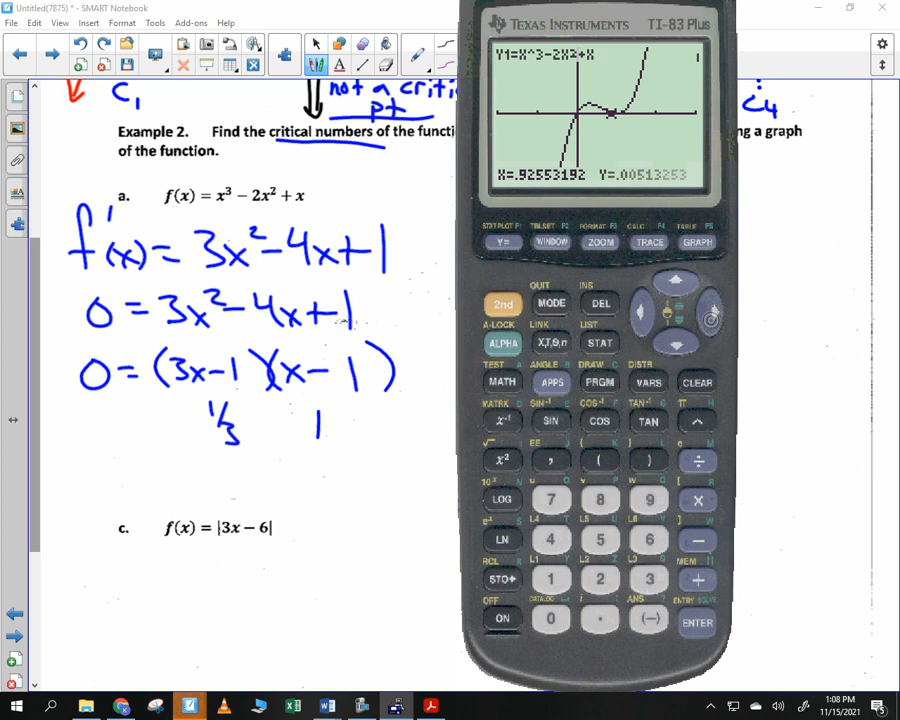 Untitled(7875) * - SMART Notebook
File Edit View Insert Format Tools Add-ons Help
C₁
not a criti
pt
C₄
Example 2. Find the critical numbers of the functi
ng a graph
of the function.
a. f(x) = x³ − 2x² + x
f'(x) = 3x² − 4x + 1
0 = 3x² − 4x + 1
0 = (3x − 1)(x − 1)
1/3 1
c. f(x) = |3x − 6|
TEXAS INSTRUMENTS TI-83 Plus
Y1=X^3-2X2+X
X=.92553192 Y=.00513253
STAT PLOT F1 TBLSET F2 FORMAT F3 CALC F4 TABLE F5
Y= WINDOW ZOOM TRACE GRAPH
QUIT INS
2nd MODE DEL
A-LOCK LINK LIST
ALPHA X,T,Θ,n STAT
TEST A ANGLE B DRAW C DISTR
MATH APPS PRGM VARS CLEAR
MATRX D SIN⁻¹ E COS⁻¹ F TAN⁻¹ G π H
x⁻¹ SIN COS TAN ^
√ I EE J { K } L e M
x² , ( ) ÷
10ˣ N u O v P w Q [ R
LOG 7 8 9 ×
eˣ S L4 T L5 U L6 V ] W
LN 4 5 6 −
RCL X L1 Y L2 Z L3 θ MEM "
STO▸ 1 2 3 +
OFF CATALOG i : ANS ? ENTRY SOLVE
ON 0 . (−) ENTER
1:08 PM
11/15/2021
5